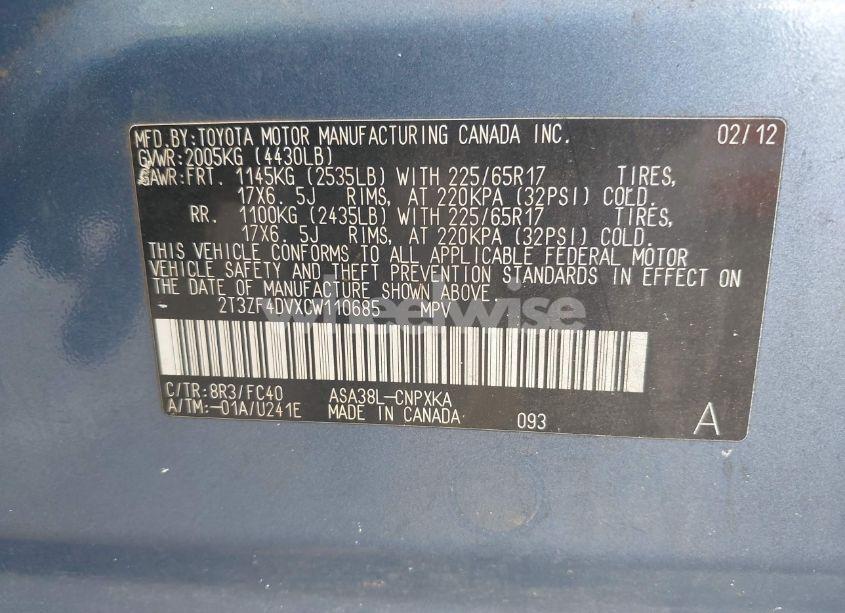 MFD.BY:TOYOTA MOTOR MANUFACTURING CANADA INC. 02/12
GVWR:2005KG (4430LB)
GAWR:FRT. 1145KG (2535LB) WITH 225/65R17 TIRES,
17X6.5J RIMS, AT 220KPA (32PSI) COLD.
RR. 1100KG (2435LB) WITH 225/65R17 TIRES,
17X6.5J RIMS, AT 220KPA (32PSI) COLD.
THIS VEHICLE CONFORMS TO ALL APPLICABLE FEDERAL MOTOR
VEHICLE SAFETY AND THEFT PREVENTION STANDARDS IN EFFECT ON
THE DATE OF MANUFACTURE SHOWN ABOVE.
2T3ZF4DVXCW110685 MPV
wheelwise
C/TR:8R3/FC40 ASA38L-CNPXKA
A/TM:-01A/U241E MADE IN CANADA 093 A